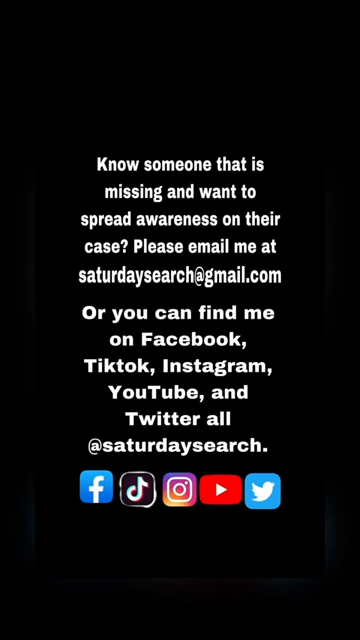 Know someone that is
missing and want to
spread awareness on their
case? Please email me at
saturdaysearch@gmail.com
Or you can find me
on Facebook,
Tiktok, Instagram,
YouTube, and
Twitter all
@saturdaysearch.